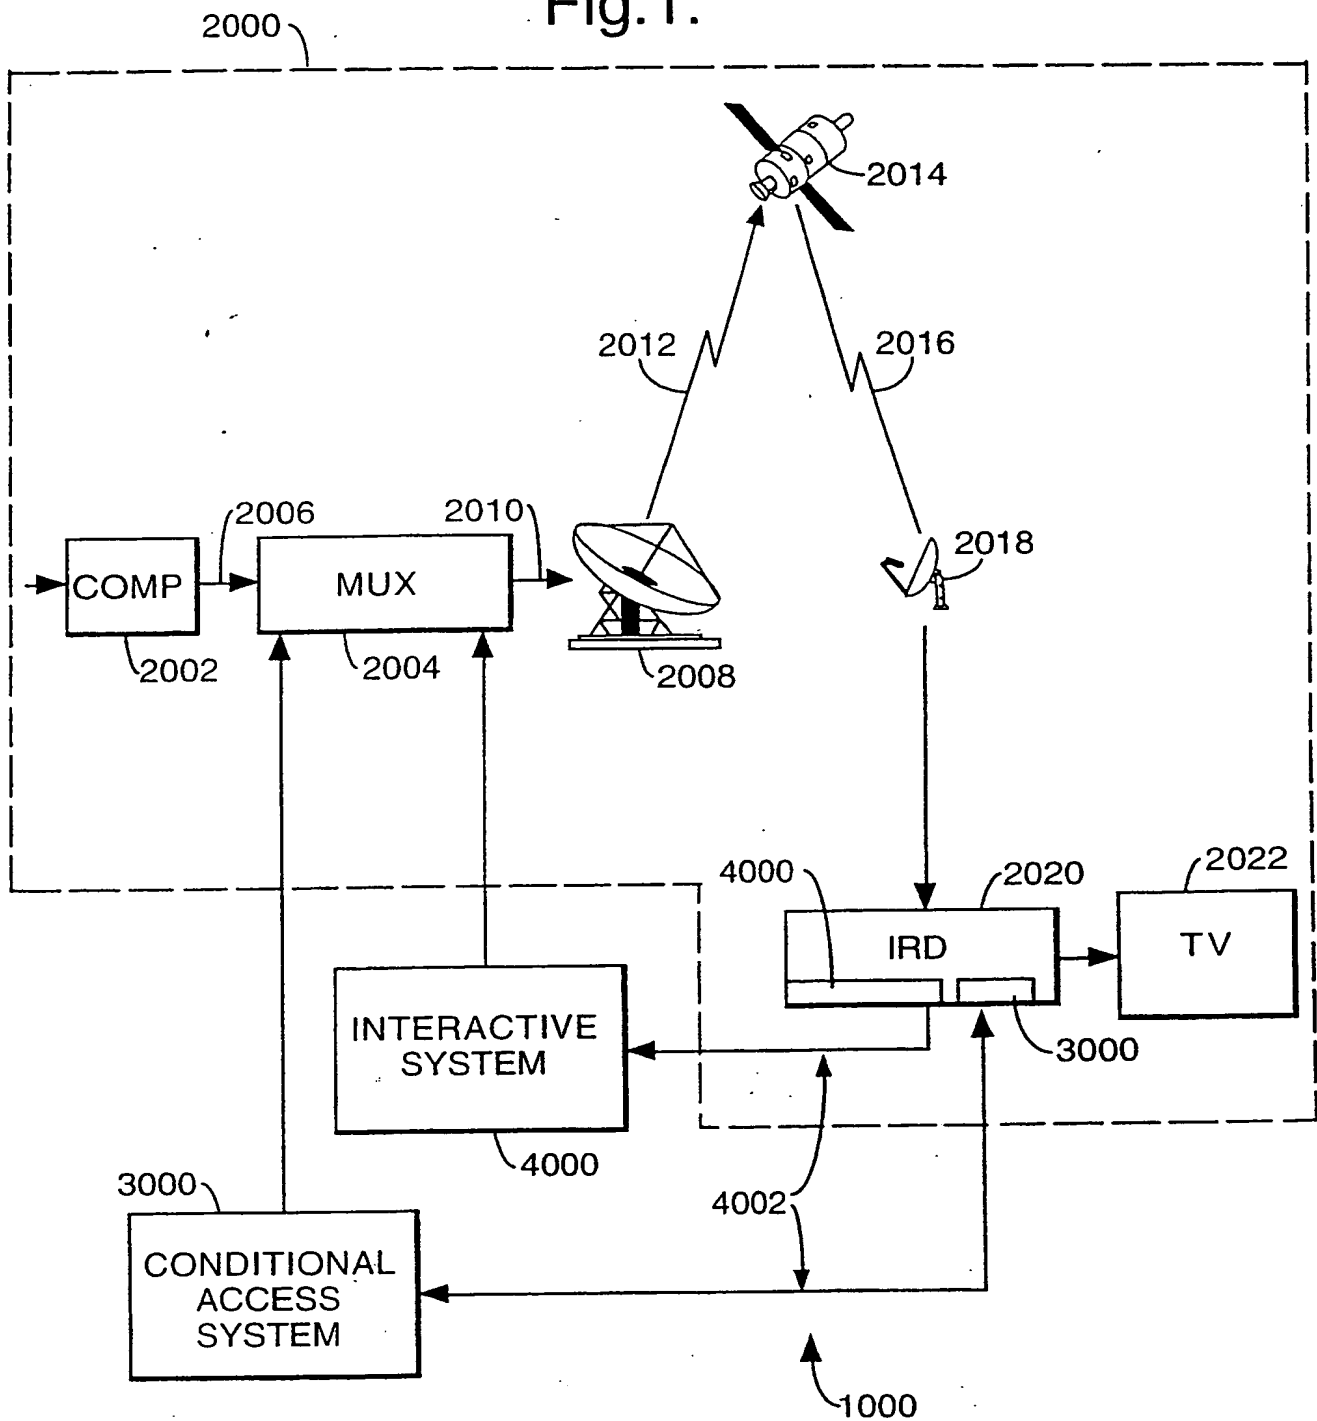 Fig.1.
2000
2014
2012
2016
2006
2010
2018
COMP
MUX
2002
2004
2008
4000
2020
2022
IRD
TV
INTERACTIVE
SYSTEM
3000
4000
3000
4002
CONDITIONAL
ACCESS
SYSTEM
1000